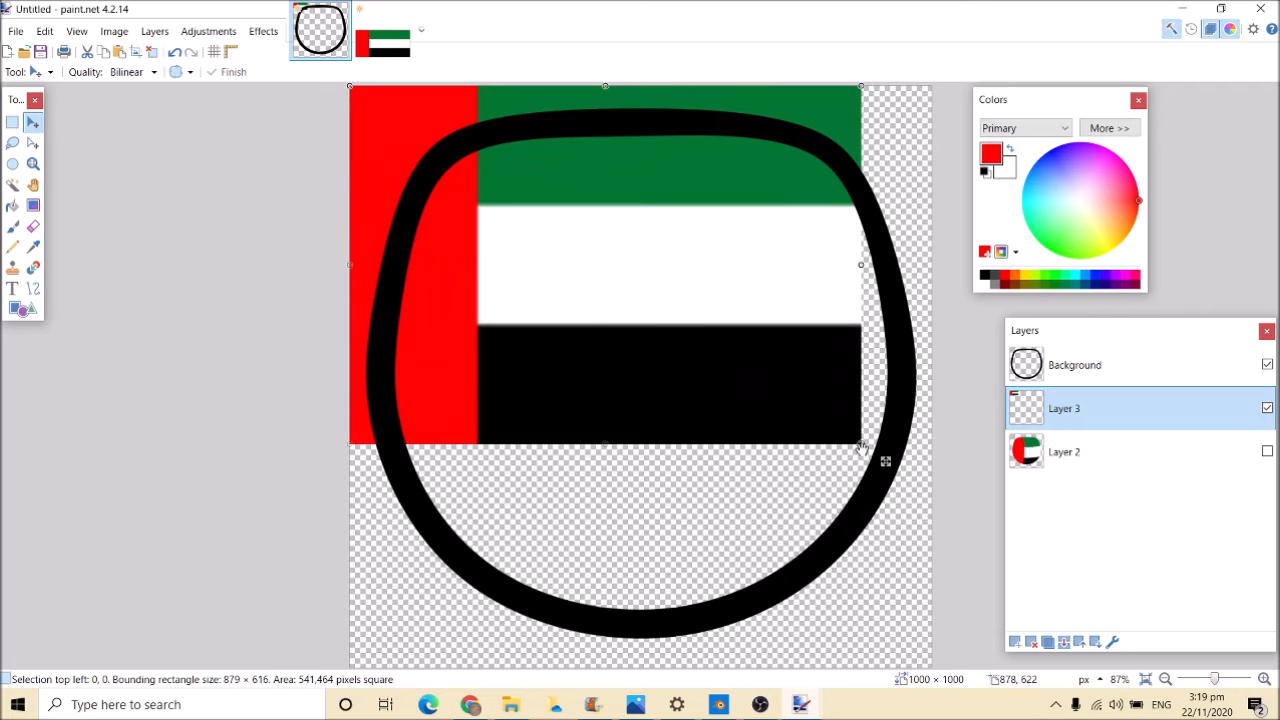 Untitled - paint.net 4.2.14
File Edit View Image Layers Adjustments Effects
Tool: Quality: Bilinear Finish
To...
Colors
Primary
More >>
Layers
Background
Layer 3
Layer 2
Selection top left: 0, 0. Bounding rectangle size: 879 × 616. Area: 541,464 pixels square
1000 × 1000
878, 622
px
87%
Type here to search
ENG
3:19 pm
22/11/2020
2